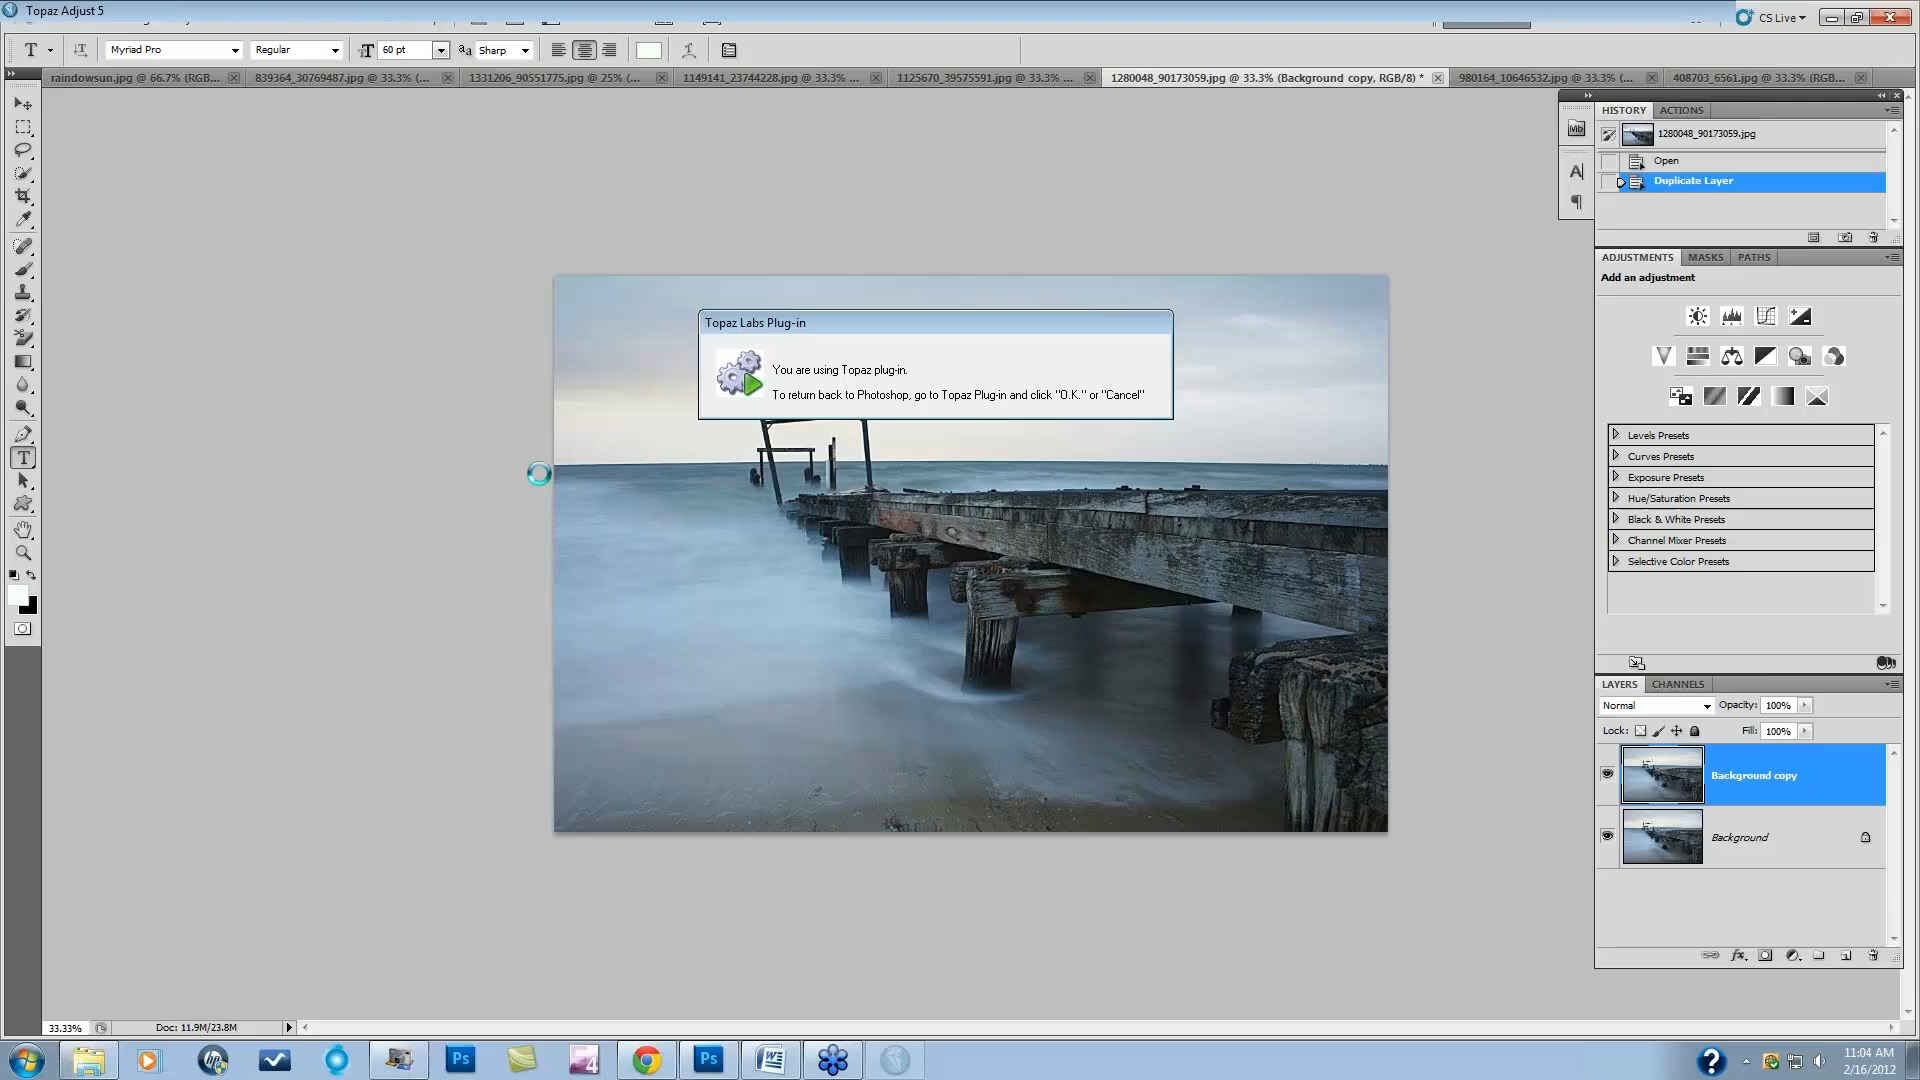 Topaz Adjust 5
CS Live
T Myriad Pro Regular 60 pt Sharp
raindowsun.jpg @ 66.7% (RGB...
839364_30769487.jpg @ 33.3% (...
1331206_90551775.jpg @ 25% (...
1149141_23744228.jpg @ 33.3% ...
1125670_39575591.jpg @ 33.3% ...
1280048_90173059.jpg @ 33.3% (Background copy, RGB/8) *
980164_10646532.jpg @ 33.3% (...
408703_6561.jpg @ 33.3% (RGB...
HISTORY ACTIONS
1280048_90173059.jpg
Open
Duplicate Layer
Mb
A
ADJUSTMENTS MASKS PATHS
Add an adjustment
Levels Presets
Curves Presets
Exposure Presets
Hue/Saturation Presets
Black & White Presets
Channel Mixer Presets
Selective Color Presets
Topaz Labs Plug-in
You are using Topaz plug-in.
To return back to Photoshop, go to Topaz Plug-in and click "O.K." or "Cancel"
LAYERS CHANNELS
Normal Opacity: 100%
Lock: Fill: 100%
Background copy
Background
33.33% Doc: 11.9M/23.8M
11:04 AM
2/16/2012